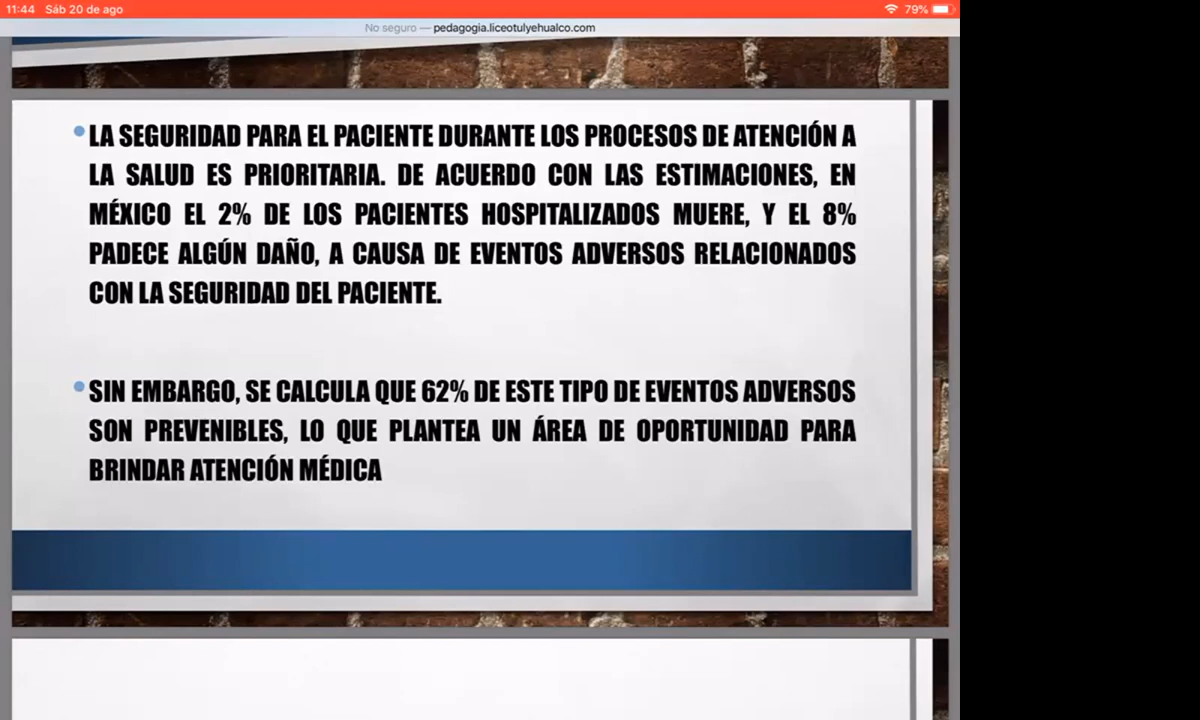 11:44 Sáb 20 de ago 79%
No seguro — pedagogia.liceotulyehualco.com
• LA SEGURIDAD PARA EL PACIENTE DURANTE LOS PROCESOS DE ATENCIÓN A
LA SALUD ES PRIORITARIA. DE ACUERDO CON LAS ESTIMACIONES, EN
MÉXICO EL 2% DE LOS PACIENTES HOSPITALIZADOS MUERE, Y EL 8%
PADECE ALGÚN DAÑO, A CAUSA DE EVENTOS ADVERSOS RELACIONADOS
CON LA SEGURIDAD DEL PACIENTE.
• SIN EMBARGO, SE CALCULA QUE 62% DE ESTE TIPO DE EVENTOS ADVERSOS
SON PREVENIBLES, LO QUE PLANTEA UN ÁREA DE OPORTUNIDAD PARA
BRINDAR ATENCIÓN MÉDICA